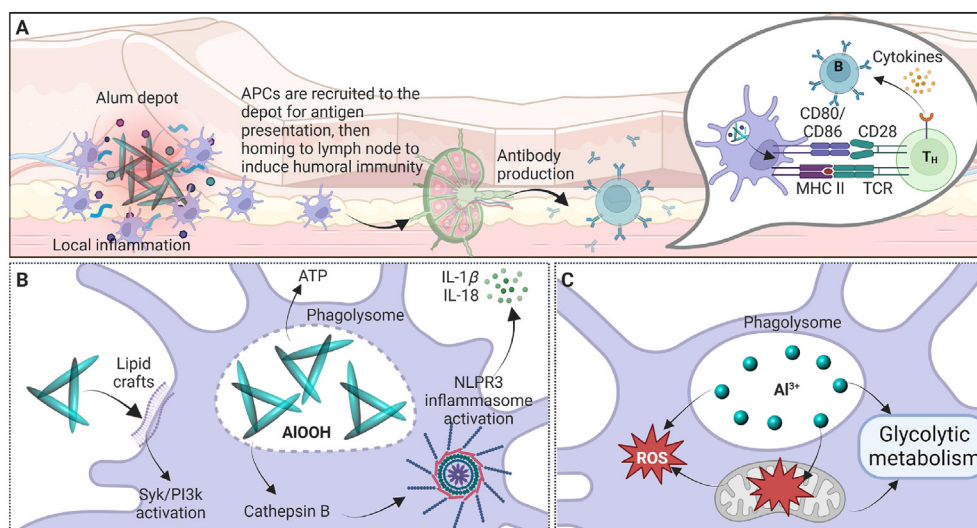 A
Alum depot
APCs are recruited to the
depot for antigen
presentation, then
homing to lymph node to
induce humoral immunity
Local inflammation
Antibody
production
B
Cytokines
CD80/
CD86
CD28
MHC II
TCR
TH
B
ATP
Phagolysome
Lipid
crafts
AlOOH
Syk/PI3k
activation
Cathepsin B
IL-1β
IL-18
NLPR3
inflammasome
activation
C
Phagolysome
Al³⁺
ROS
Glycolytic
metabolism